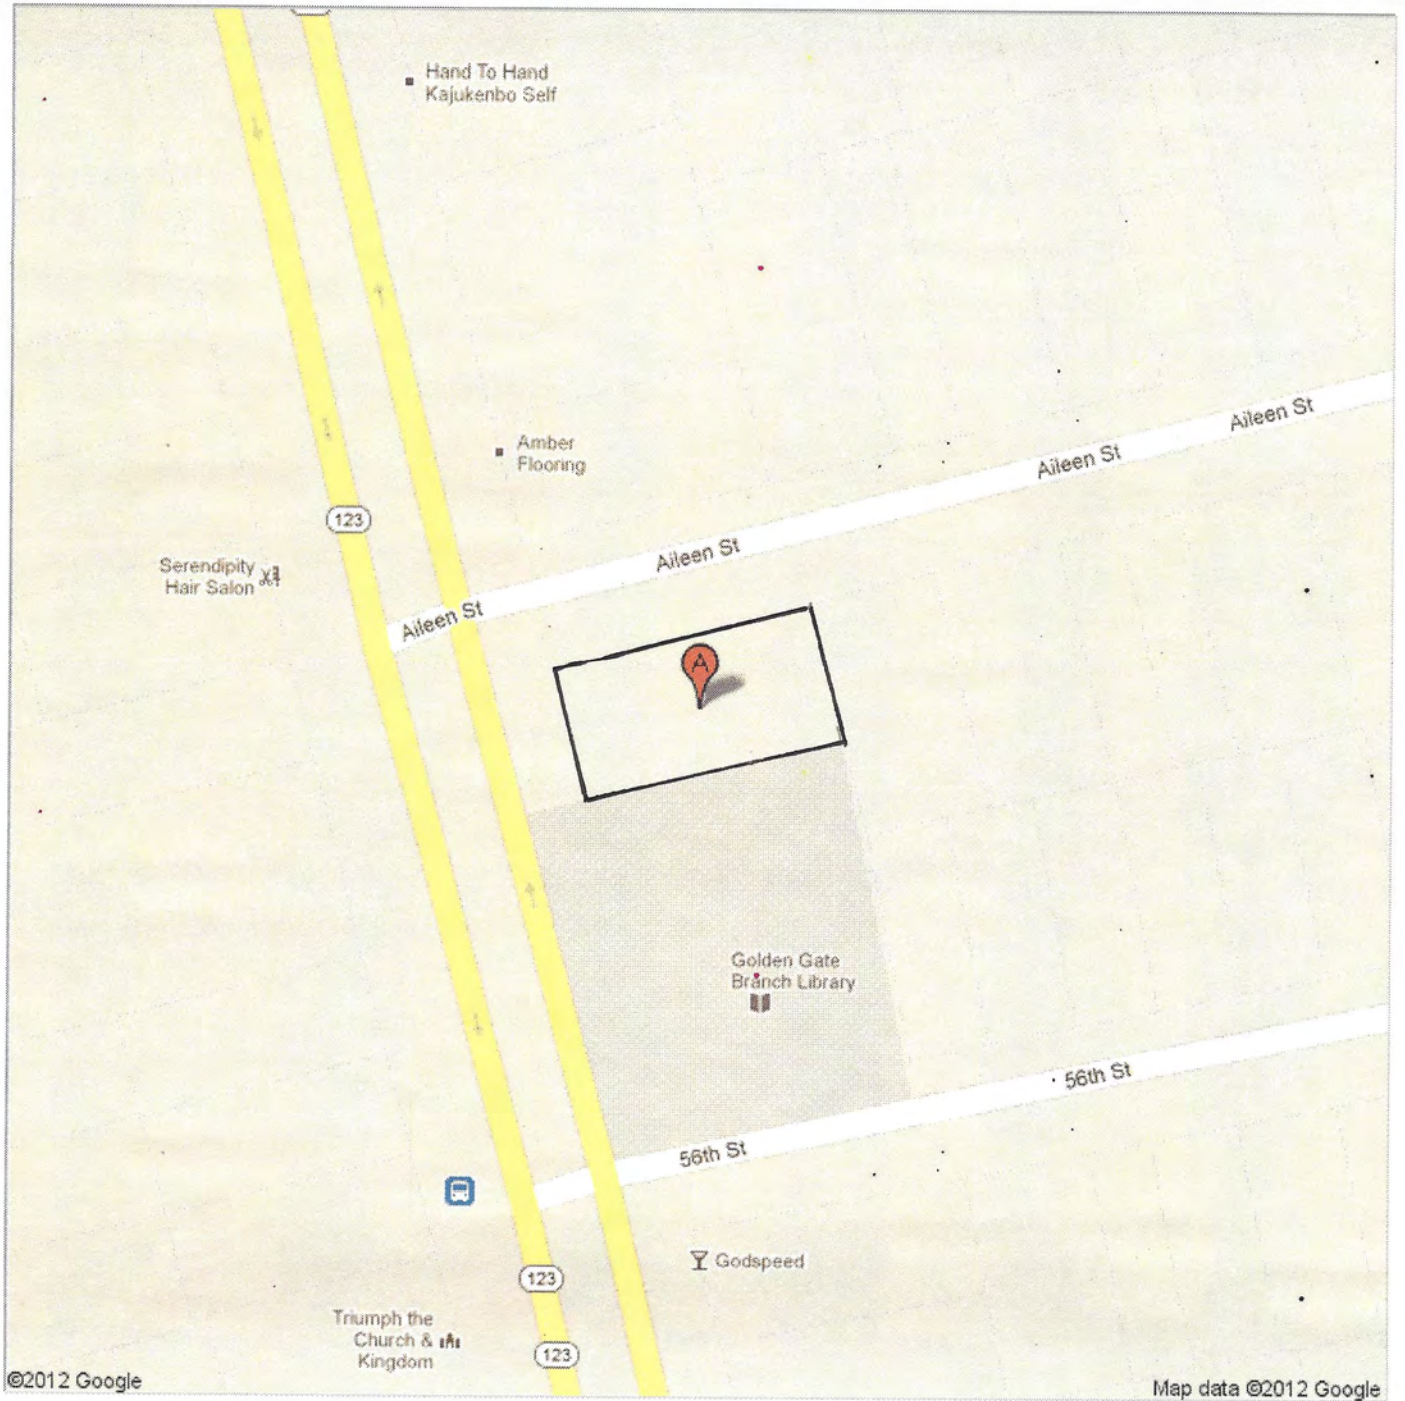 Hand To Hand
Kajukenbo Self
Aileen St
Aileen St
Amber
Flooring
Aileen St
123
Serendipity
Hair Salon
Aileen St
A
Golden Gate
Branch Library
56th St
56th St
Godspeed
123
Triumph the
Church &
Kingdom
123
©2012 Google
Map data ©2012 Google